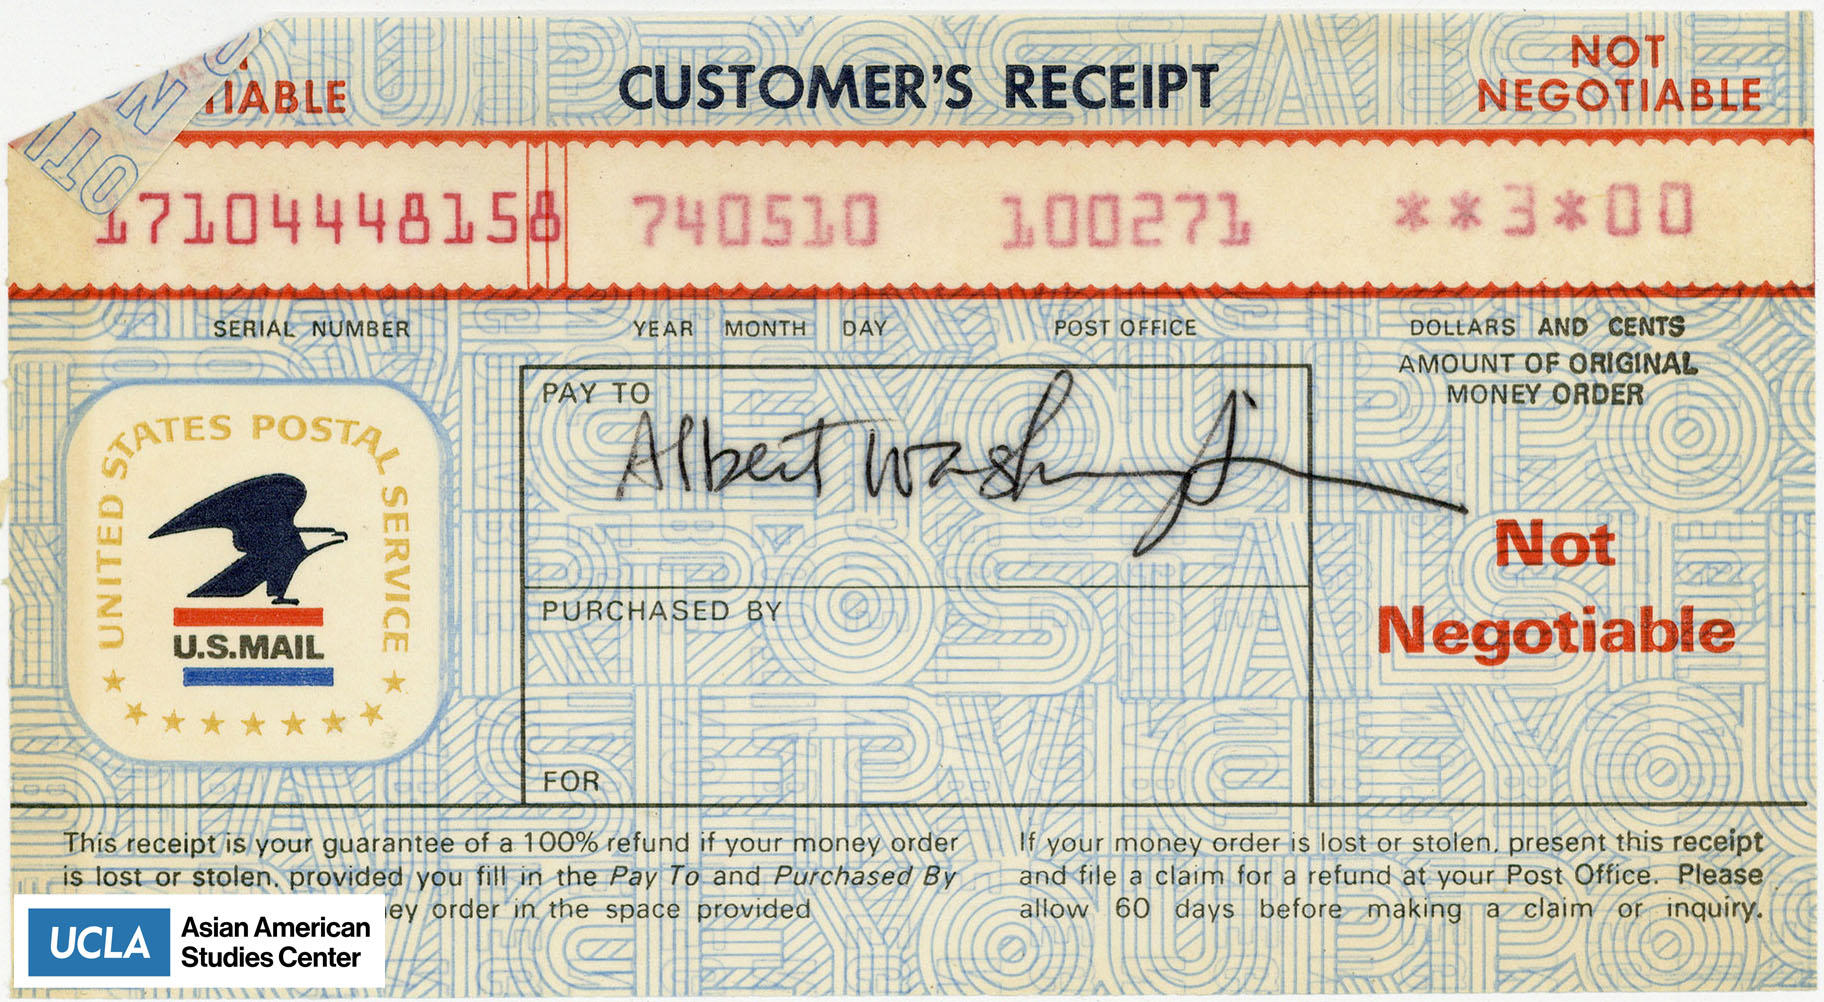 TIABLE
CUSTOMER'S RECEIPT
NOT
NEGOTIABLE
17104448158 740510 100271 **3*00
SERIAL NUMBER YEAR MONTH DAY POST OFFICE DOLLARS AND CENTS
AMOUNT OF ORIGINAL
MONEY ORDER
UNITED STATES POSTAL SERVICE
U.S.MAIL
PAY TO
Albert Washington
PURCHASED BY
FOR
Not
Negotiable
This receipt is your guarantee of a 100% refund if your money order
is lost or stolen, provided you fill in the Pay To and Purchased By
ey order in the space provided
If your money order is lost or stolen, present this receipt
and file a claim for a refund at your Post Office. Please
allow 60 days before making a claim or inquiry.
UCLA Asian American
Studies Center